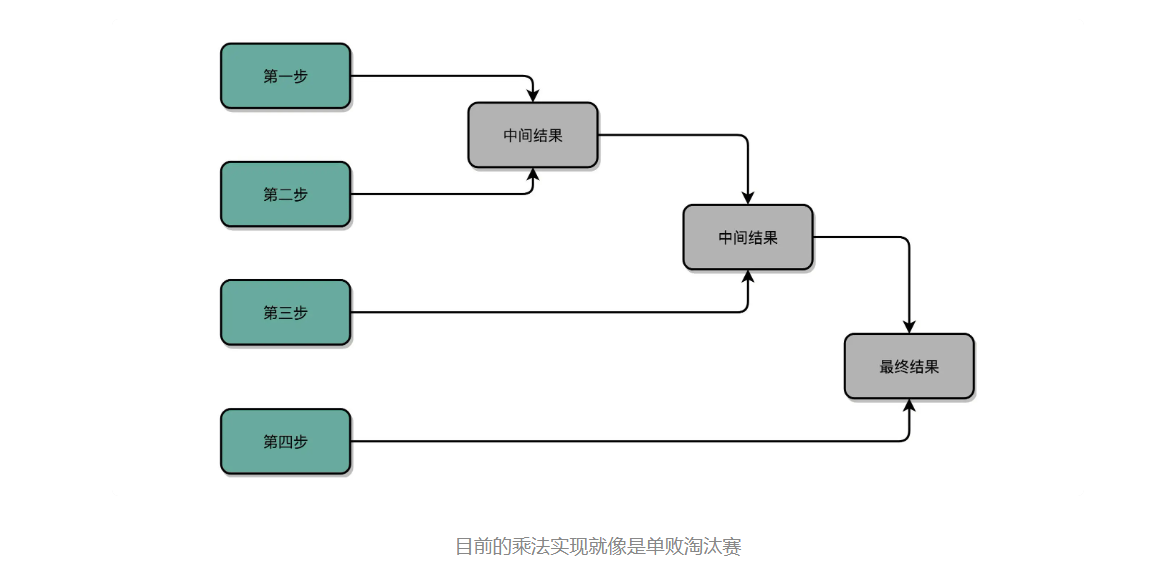 第一步
中间结果
第二步
中间结果
第三步
最终结果
第四步
目前的乘法实现就像是单败淘汰赛